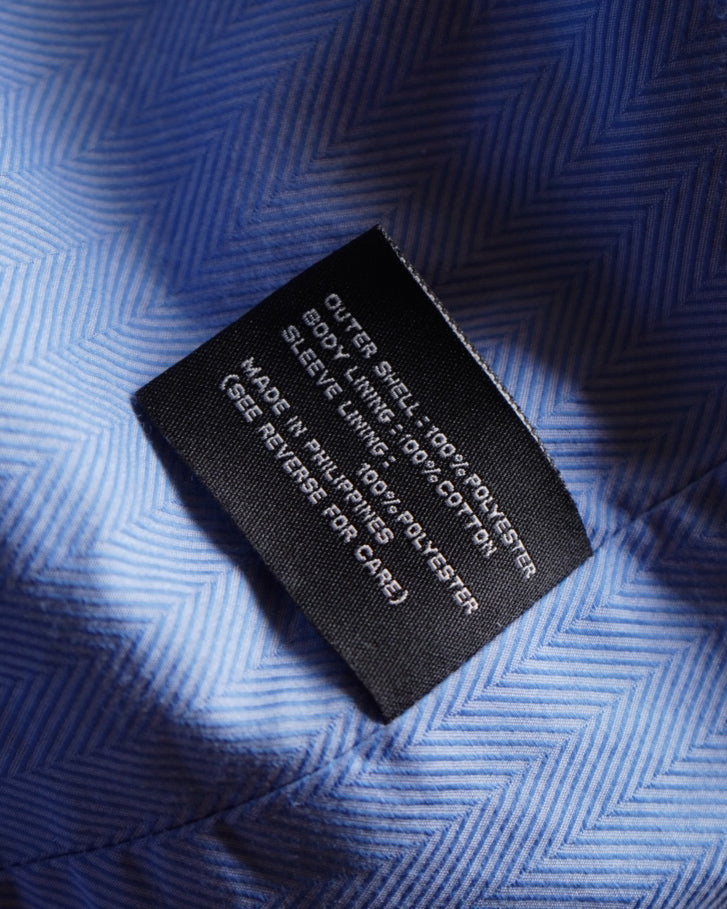 OUTER SHELL : 100% POLYESTER
BODY LINING : 100% COTTON
SLEEVE LINING :
100% POLYESTER
MADE IN PHILIPPINES
(SEE REVERSE FOR CARE)